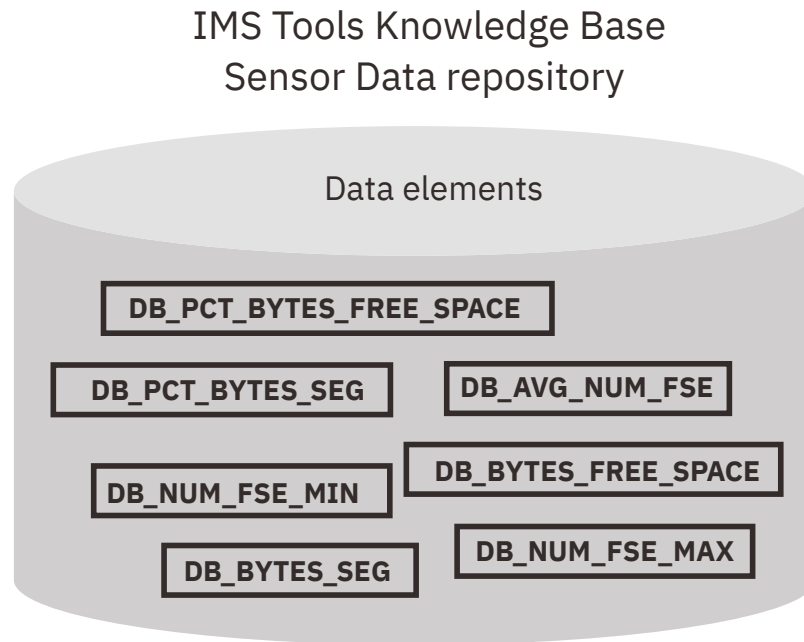 IMS Tools Knowledge Base
Sensor Data repository
Data elements
DB_PCT_BYTES_FREE_SPACE
DB_PCT_BYTES_SEG
DB_AVG_NUM_FSE
DB_BYTES_FREE_SPACE
DB_NUM_FSE_MIN
DB_NUM_FSE_MAX
DB_BYTES_SEG